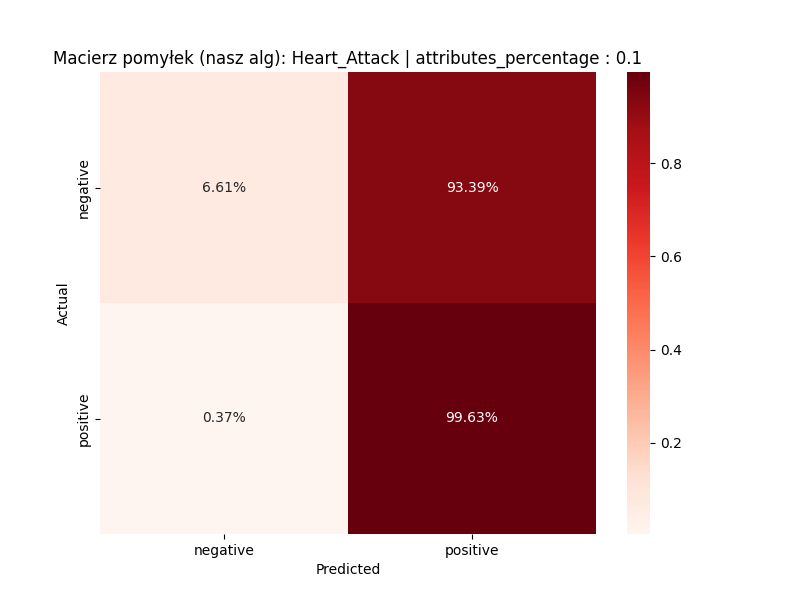 Macierz pomyłek (nasz alg): Heart_Attack | attributes_percentage : 0.1
negative
6.61%
93.39%
positive
0.37%
99.63%
Actual
negative
positive
Predicted
0.8
0.6
0.4
0.2